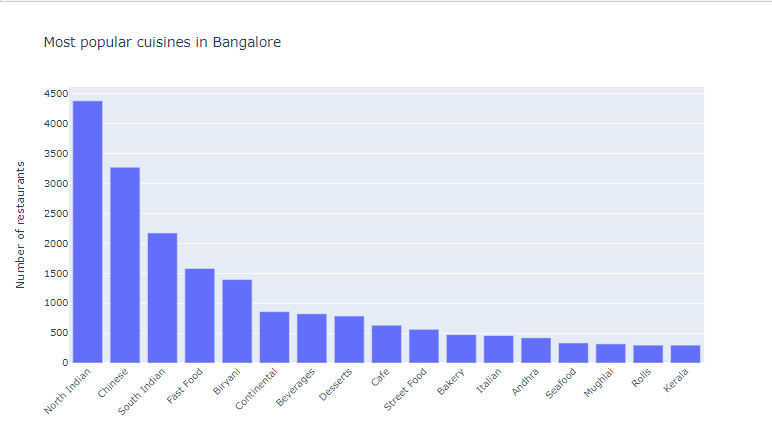 Most popular cuisines in Bangalore
Number of restaurants
4500
4000
3500
3000
2500
2000
1500
1000
500
0
North Indian
Chinese
South Indian
Fast Food
Biryani
Continental
Beverages
Desserts
Cafe
Street Food
Bakery
Italian
Andhra
Seafood
Mughlai
Rolls
Kerala